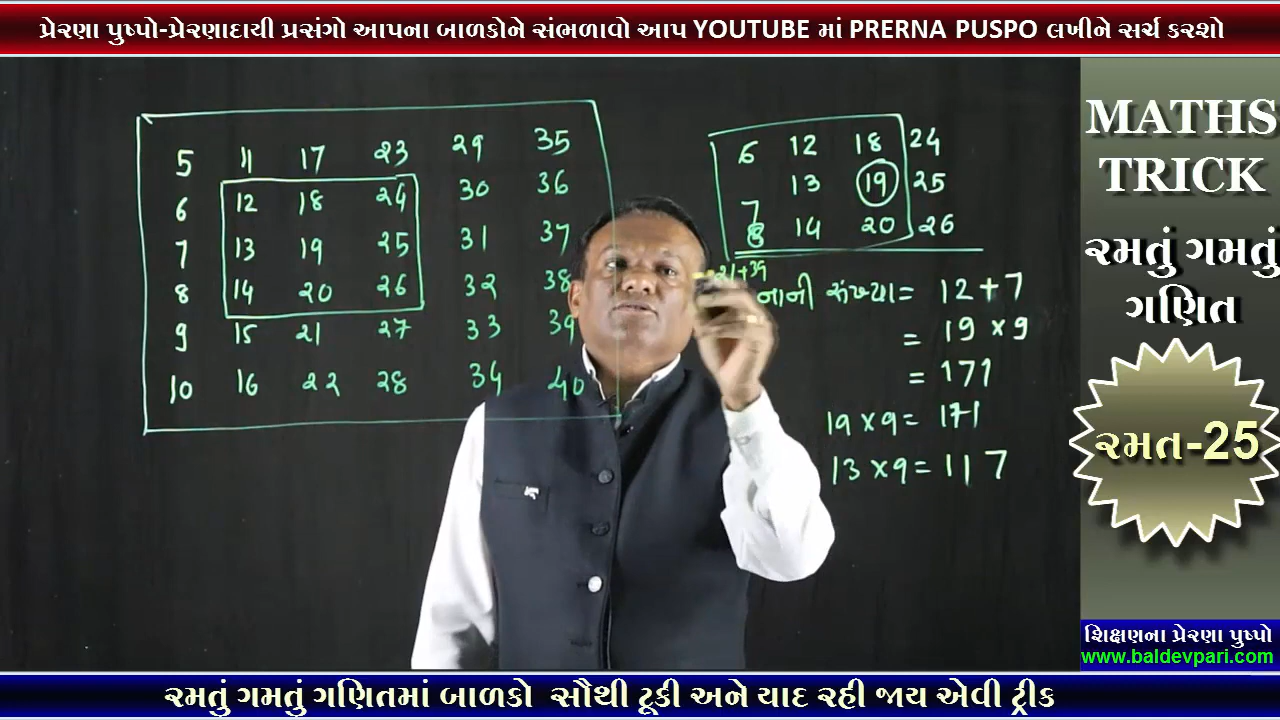 પ્રેરણા પુષ્પો-પ્રેરણાદાયી પ્રસંગો આપના બાળકોને સંભળાવો આપ YOUTUBE માં PRERNA PUSPO લખીને સર્ચ કરશો
5 11 17 23 29 35
6 12 18 24 30 36
7 13 19 25 31 37
8 14 20 26 32 38
9 15 21 27 33 39
10 16 22 28 34 40
6 12 18 24
13 19 25
7
8 14 20 26
21+39
નાની સંખ્યા = 12 + 7
= 19 × 9
= 171
19 × 9 = 171
13 × 9 = 117
MATHS
TRICK
રમતું ગમતું
ગણિત
રમત-25
શિક્ષણના પ્રેરણા પુષ્પો
www.baldevpari.com
રમતું ગમતું ગણિતમાં બાળકો સૌથી ટૂકી અને યાદ રહી જાય એવી ટ્રીક